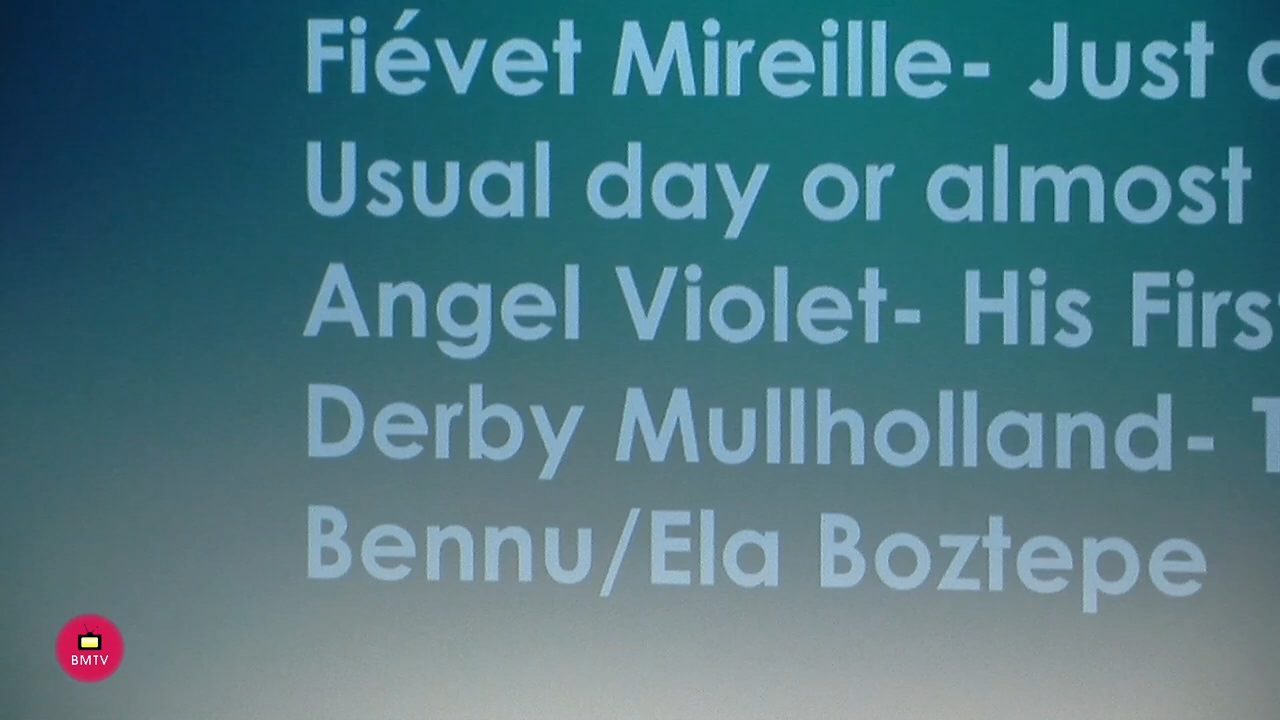 Fiévet Mireille- Just
Usual day or almost
Angel Violet- His
Derby Mullholland-
Bennu/Ela Boztepe
BMTV